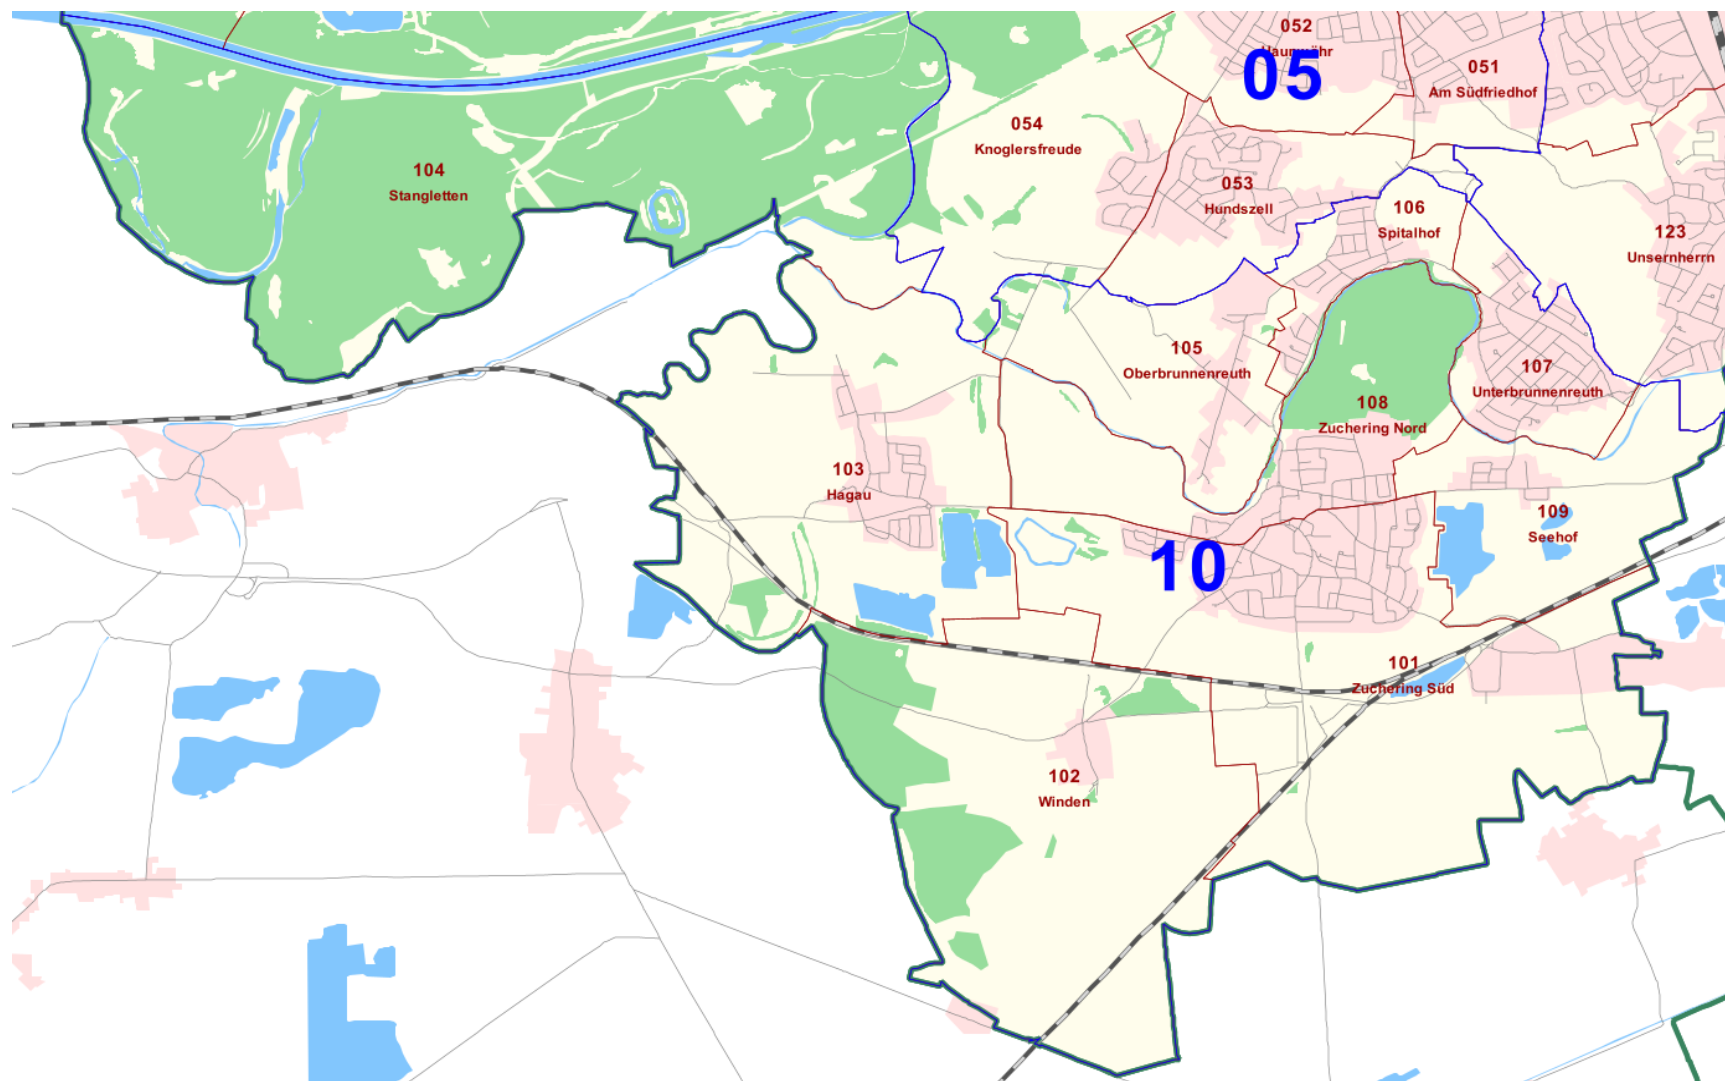 052
Haunwöhr
05
051
Am Südfriedhof
054
Knoglersfreude
104
Stangletten
053
Hundszell
106
Spitalhof
123
Unsernherrn
105
Oberbrunnenreuth
107
Unterbrunnenreuth
108
Zuchering Nord
103
Hagau
109
Seehof
10
101
Zuchering Süd
102
Winden